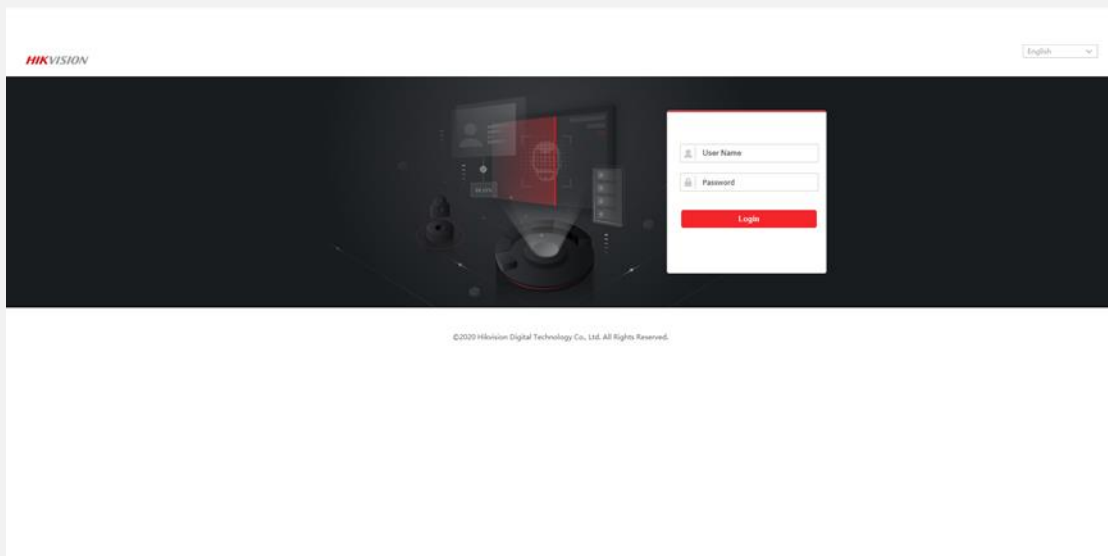 HIKVISION
English
User Name
Password
Login
©2020 Hikvision Digital Technology Co., Ltd. All Rights Reserved.